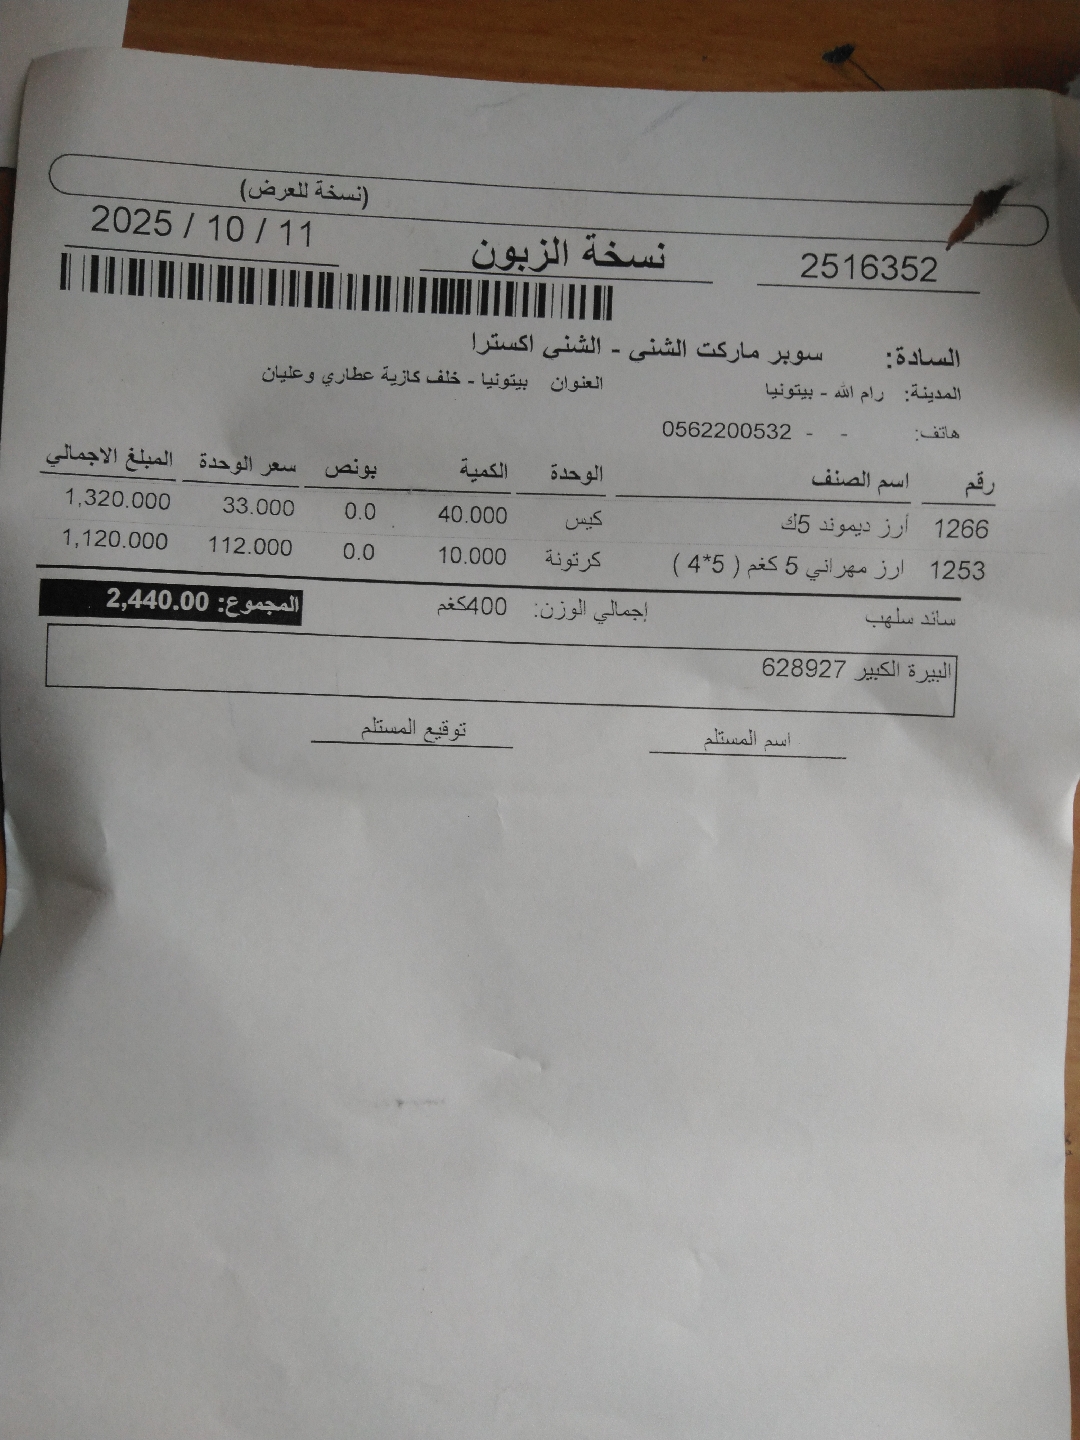 (نسخة للعرض)
2516352 نسخة الزبون 2025 / 10 / 11
السادة: سوبر ماركت الشني - الشني اكسترا
المدينة: رام الله - بيتونيا العنوان بيتونيا - خلف كازية عطاري وعليان
هاتف: - - 0562200532
رقم اسم الصنف الوحدة الكمية بونص سعر الوحدة المبلغ الاجمالي
1266 أرز ديموند 5ك كيس 40.000 0.0 33.000 1,320.000
1253 ارز مهراني 5 كغم ( 5*4 ) كرتونة 10.000 0.0 112.000 1,120.000
سائد سلهب إجمالي الوزن: 400كغم المجموع: 2,440.00
البيرة الكبير 628927
اسم المستلم توقيع المستلم